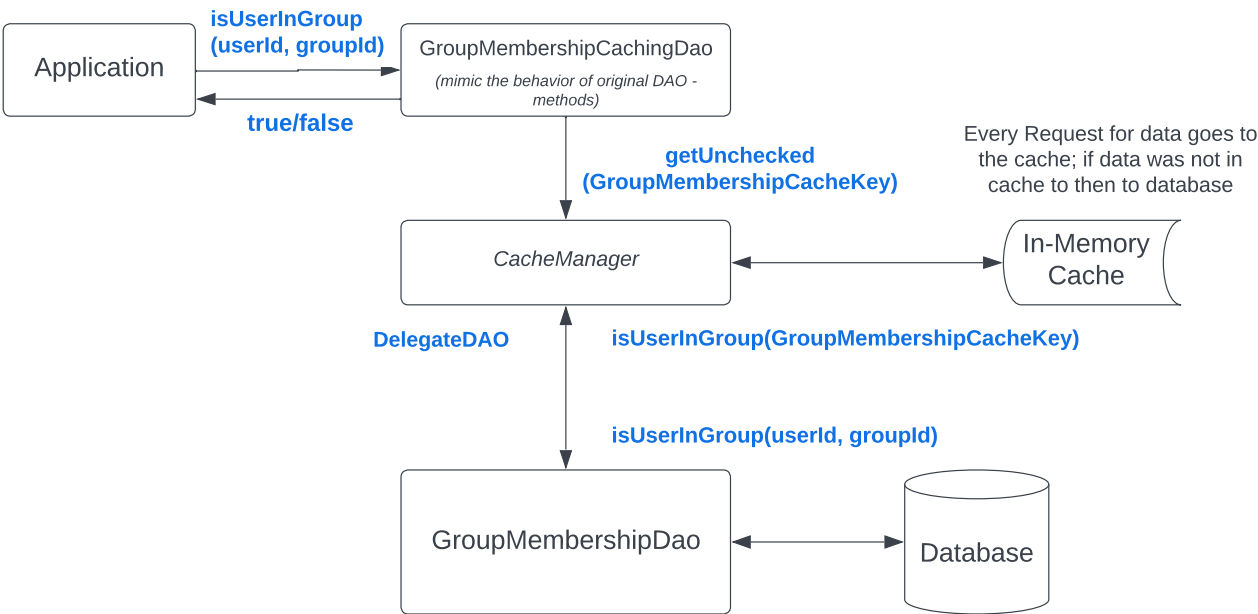 isUserInGroup
(userId, groupId)
Application
GroupMembershipCachingDao
(mimic the behavior of original DAO -
methods)
true/false
Every Request for data goes to
the cache; if data was not in
cache to then to database
getUnchecked
(GroupMembershipCacheKey)
CacheManager
In-Memory
Cache
DelegateDAO
isUserInGroup(GroupMembershipCacheKey)
isUserInGroup(userId, groupId)
GroupMembershipDao
Database